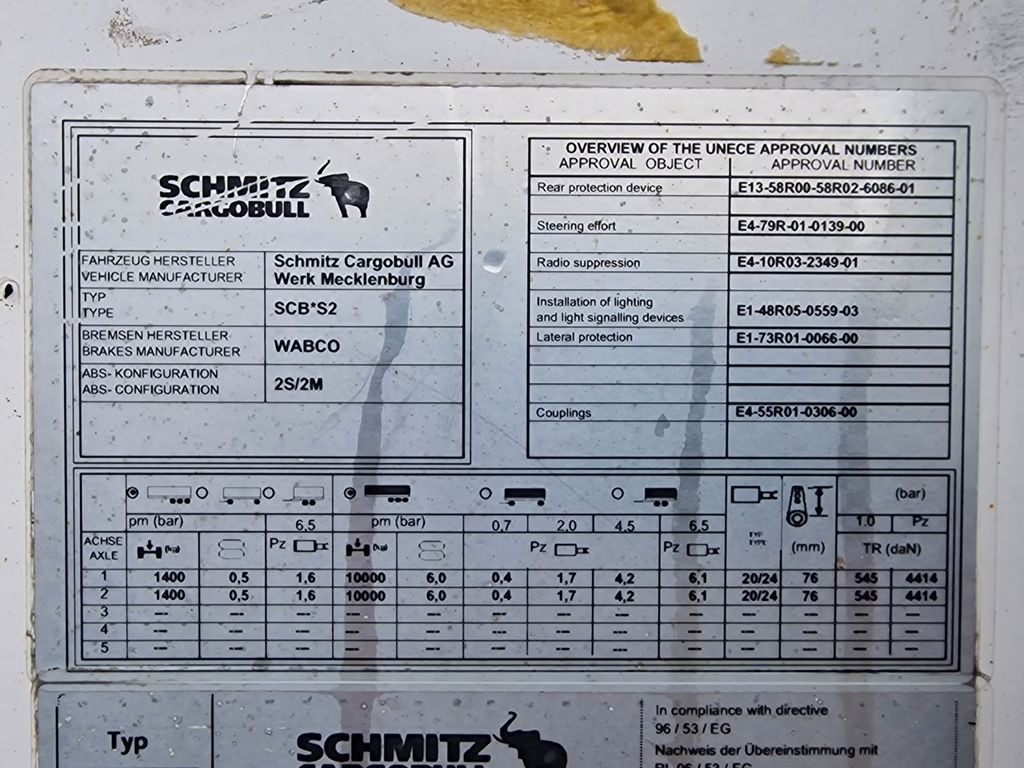 SCHMITZ
CARGOBULL
FAHRZEUG HERSTELLER
VEHICLE MANUFACTURER
Schmitz Cargobull AG
Werk Mecklenburg
TYP
TYPE
SCB*S2
BREMSEN HERSTELLER
BRAKES MANUFACTURER
WABCO
ABS- KONFIGURATION
ABS- CONFIGURATION
2S/2M
OVERVIEW OF THE UNECE APPROVAL NUMBERS
APPROVAL OBJECT APPROVAL NUMBER
Rear protection device E13-58R00-58R02-6086-01
Steering effort E4-79R-01-0139-00
Radio suppression E4-10R03-2349-01
Installation of lighting
and light signalling devices E1-48R05-0559-03
Lateral protection E1-73R01-0066-00
Couplings E4-55R01-0306-00
(bar)
pm (bar) 6,5 pm (bar) 0,7 2,0 4,5 6,5 1.0 Pz
ACHSE
AXLE
Pz Pz Pz TYP
TYPE (mm) TR (daN)
1 1400 0,5 1,6 10000 6,0 0,4 1,7 4,2 6,1 20/24 76 545 4414
2 1400 0,5 1,6 10000 6,0 0,4 1,7 4,2 6,1 20/24 76 545 4414
3 --- --- --- --- --- --- --- --- --- --- --- --- ---
4 --- --- --- --- --- --- --- --- --- --- --- --- ---
5 --- --- --- --- --- --- --- --- --- --- --- --- ---
Typ
SCHMITZ
CARGOBULL
In compliance with directive
96 / 53 / EG
Nachweis der Übereinstimmung mit
RL 96 / 53 / EG